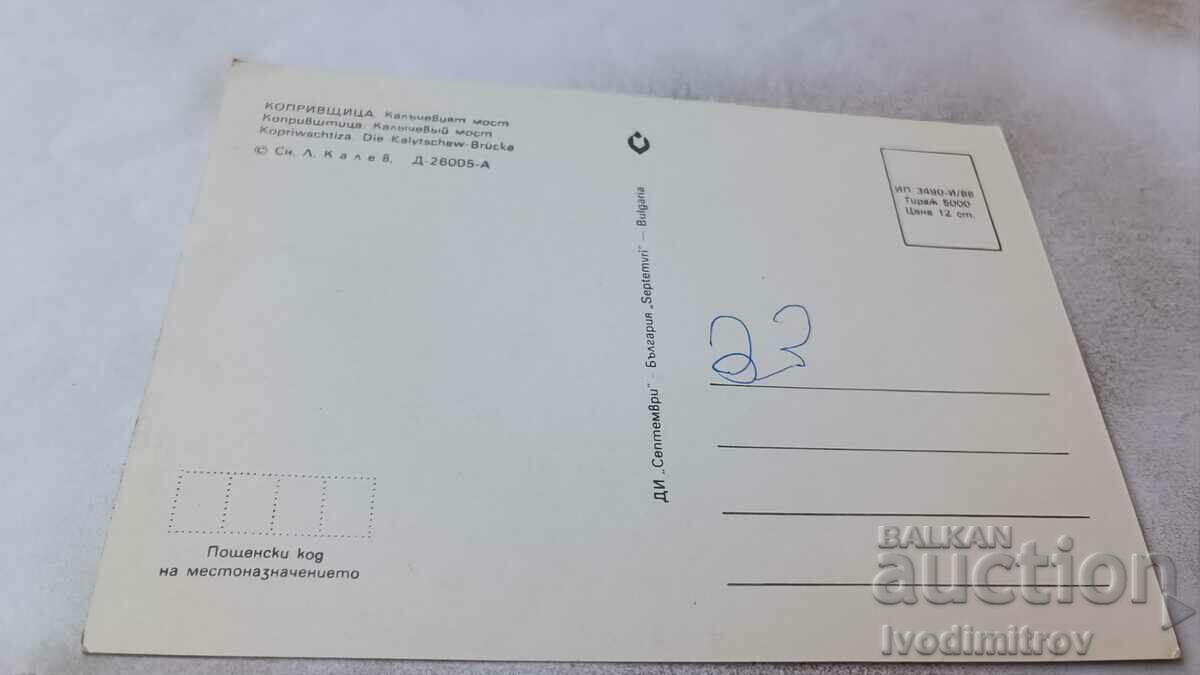 КОПРИВЩИЦА. Калъчевият мост
Копривштица. Калычевый мост
Kopriwschtiza. Die Kalytschew-Brücke
© Сн. Л. Калев, Д-26005-А
ДИ „Септември" - България „Septemvri" — Bulgaria
ИП 3490-И/88
Тираж 5000
Цена 12 ст.
23
Пощенски код
на местоназначението
BALKAN
auction
Ivodimitrov